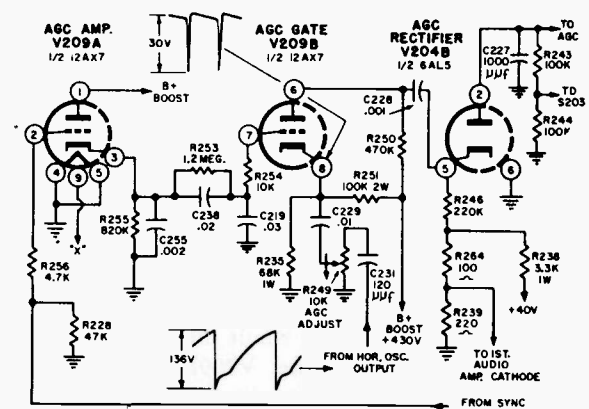 AGC AMP.
V209A
1/2 12AX7
30V
AGC GATE
V209B
1/2 12AX7
AGC
RECTIFIER
V204B
1/2 6AL5
C227
1000
µµf
TO
AGC
R243
100K
TO
S203
R244
100K
1
B+
BOOST
2
3
4
9
5
"X"
6
7
8
C228
.001
R250
470K
2
5
6
R253
1.2 MEG.
R254
10K
R251
100K 2W
R255
820K
C238
.02
C255
.002
C219
.03
C229
.01
R246
220K
R256
4.7K
R235
68K
1W
R249
10K
AGC
ADJUST
C231
120
µµf
R264
100
Ω
R238
3.3K
1W
+40V
R228
47K
B+
BOOST
+430V
R239
220
Ω
136V
FROM HOR. OSC.
OUTPUT
TO 1ST.
AUDIO
AMP. CATHODE
FROM SYNC